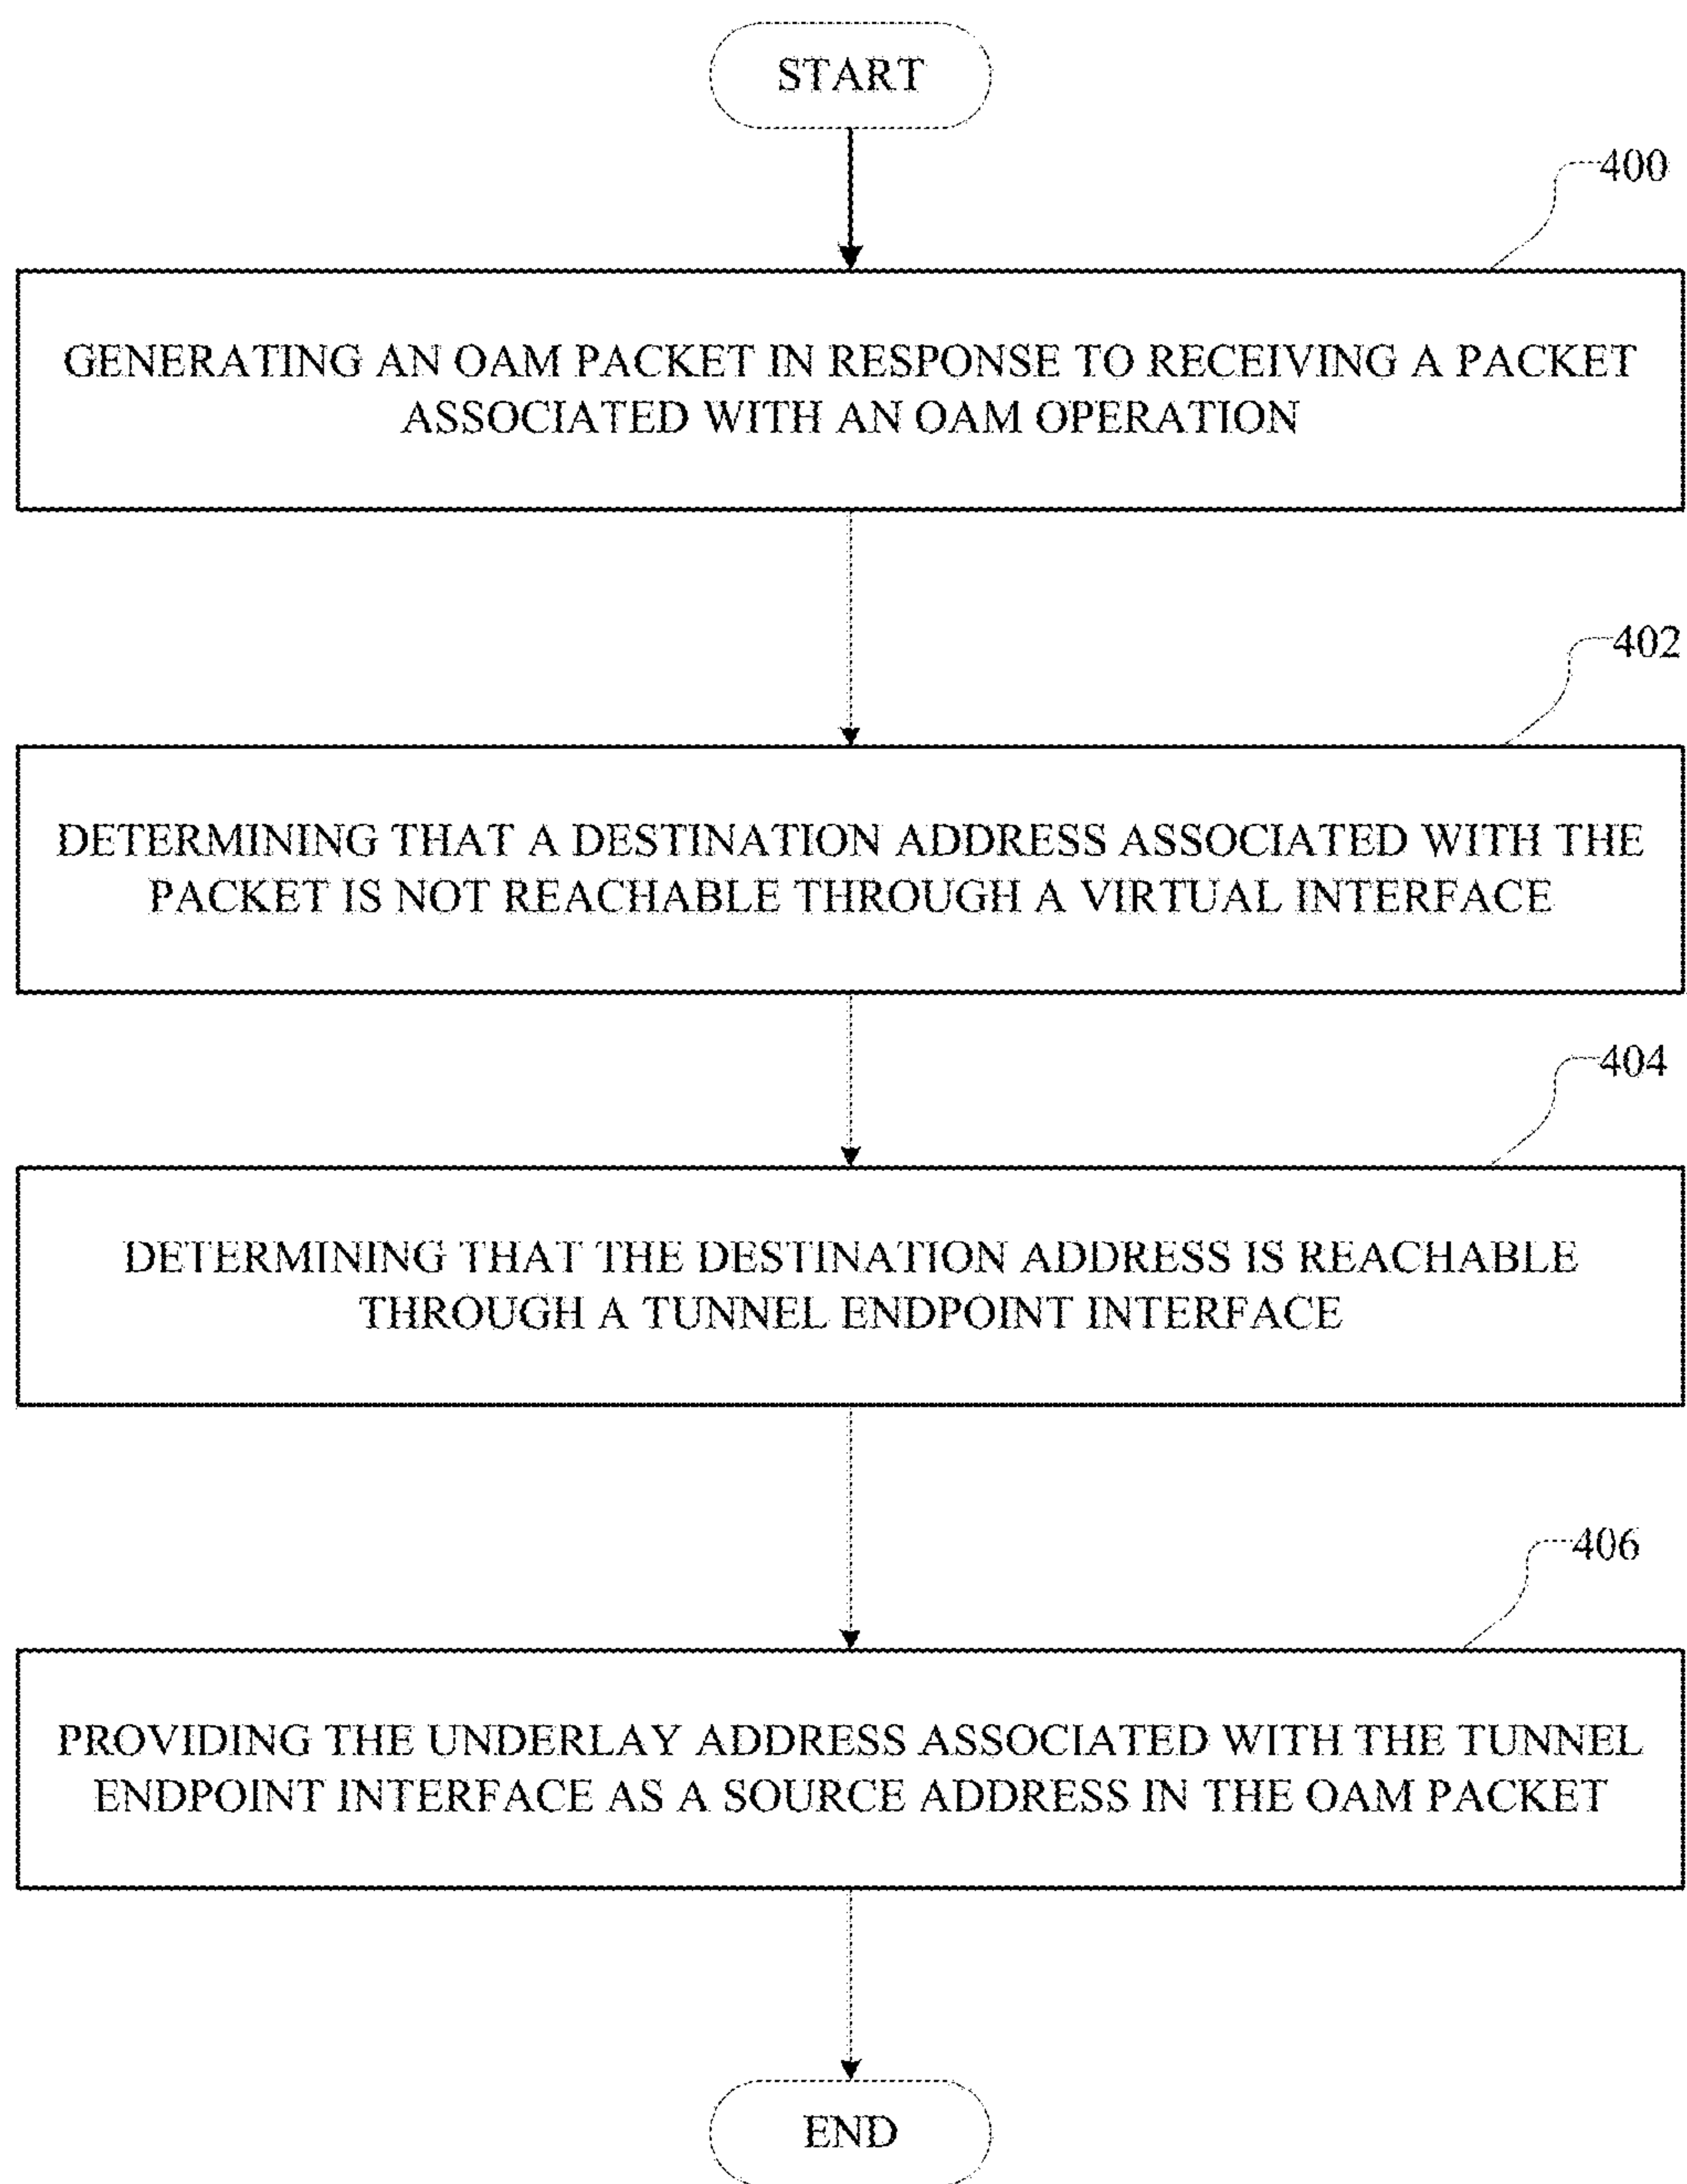 START
400
GENERATING AN OAM PACKET IN RESPONSE TO RECEIVING A PACKET
ASSOCIATED WITH AN OAM OPERATION
402
DETERMINING THAT A DESTINATION ADDRESS ASSOCIATED WITH THE
PACKET IS NOT REACHABLE THROUGH A VIRTUAL INTERFACE
404
DETERMINING THAT THE DESTINATION ADDRESS IS REACHABLE
THROUGH A TUNNEL ENDPOINT INTERFACE
406
PROVIDING THE UNDERLAY ADDRESS ASSOCIATED WITH THE TUNNEL
ENDPOINT INTERFACE AS A SOURCE ADDRESS IN THE OAM PACKET
END